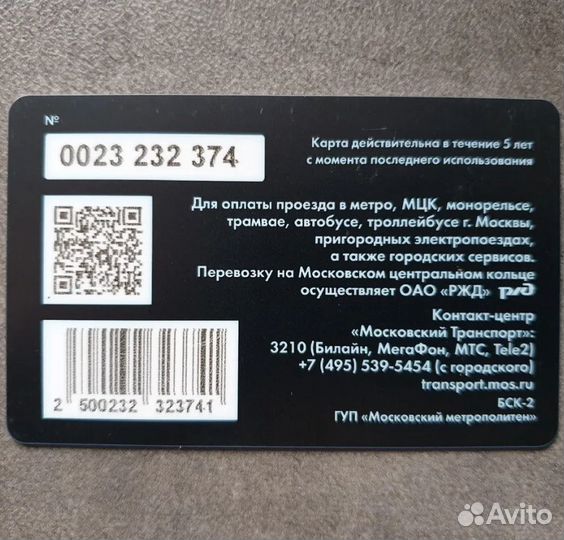 №
0023 232 374
Карта действительна в течение 5 лет
с момента последнего использования
Для оплаты проезда в метро, МЦК, монорельсе,
трамвае, автобусе, троллейбусе г. Москвы,
пригородных электропоездах,
а также городских сервисов.
Перевозку на Московском центральном кольце
осуществляет ОАО «РЖД» РЖД
Контакт-центр
«Московский Транспорт»:
3210 (Билайн, МегаФон, МТС, Tele2)
+7 (495) 539-5454 (с городского)
transport.mos.ru
БСК-2
ГУП «Московский метрополитен»
2 500232 323741
Avito